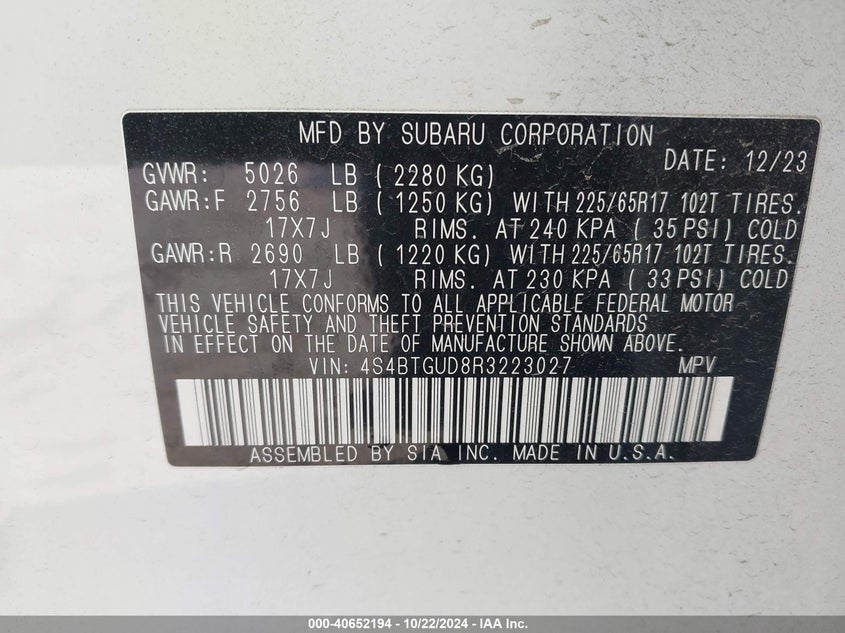 MFD BY SUBARU CORPORATION
DATE: 12/23
GVWR: 5026 LB ( 2280 KG)
GAWR:F 2756 LB ( 1250 KG) WITH 225/65R17 102T TIRES.
17X7J RIMS. AT 240 KPA ( 35 PSI) COLD
GAWR:R 2690 LB ( 1220 KG) WITH 225/65R17 102T TIRES.
17X7J RIMS. AT 230 KPA ( 33 PSI) COLD
THIS VEHICLE CONFORMS TO ALL APPLICABLE FEDERAL MOTOR
VEHICLE SAFETY AND THEFT PREVENTION STANDARDS
IN EFFECT ON THE DATE OF MANUFACTURE SHOWN ABOVE.
VIN: 4S4BTGUD8R3223027 MPV
ASSEMBLED BY SIA INC. MADE IN U.S.A.
000-40652194 - 10/22/2024 - IAA Inc.